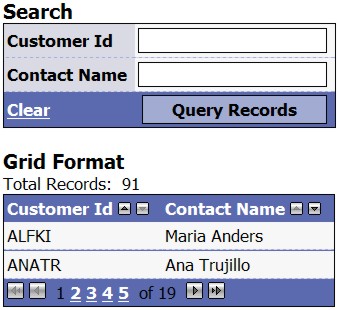 Search
Customer Id
Contact Name
Clear Query Records
Grid Format
Total Records: 91
Customer Id Contact Name
ALFKI Maria Anders
ANATR Ana Trujillo
1 2 3 4 5 of 19